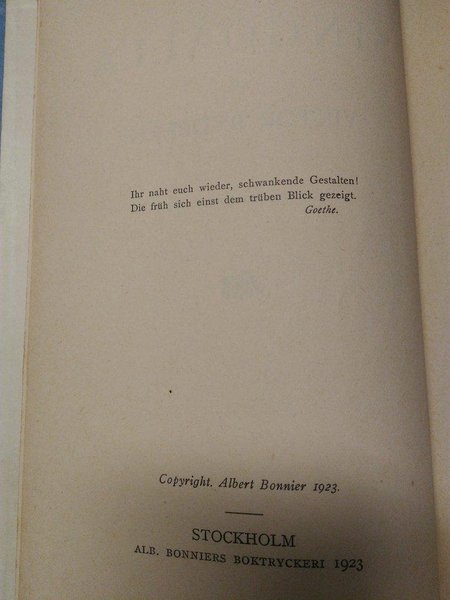 Ihr naht euch wieder, schwankende Gestalten!
Die früh sich einst dem trüben Blick gezeigt.
Goethe.
Copyright. Albert Bonnier 1923.
STOCKHOLM
ALB. BONNIERS BOKTRYCKERI 1923